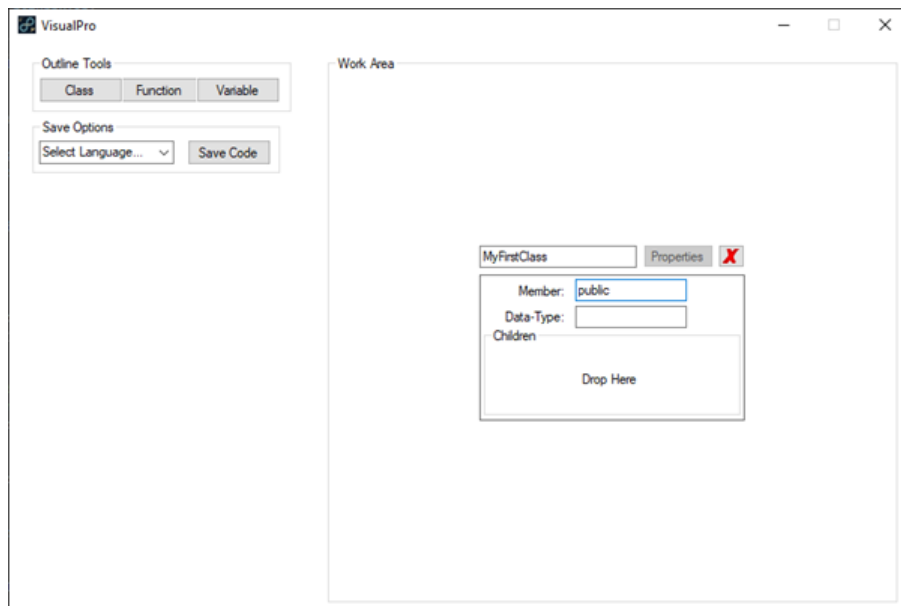 VisualPro
Outline Tools
Class Function Variable
Save Options
Select Language... Save Code
Work Area
MyFirstClass Properties X
Member: public
Data-Type:
Children
Drop Here